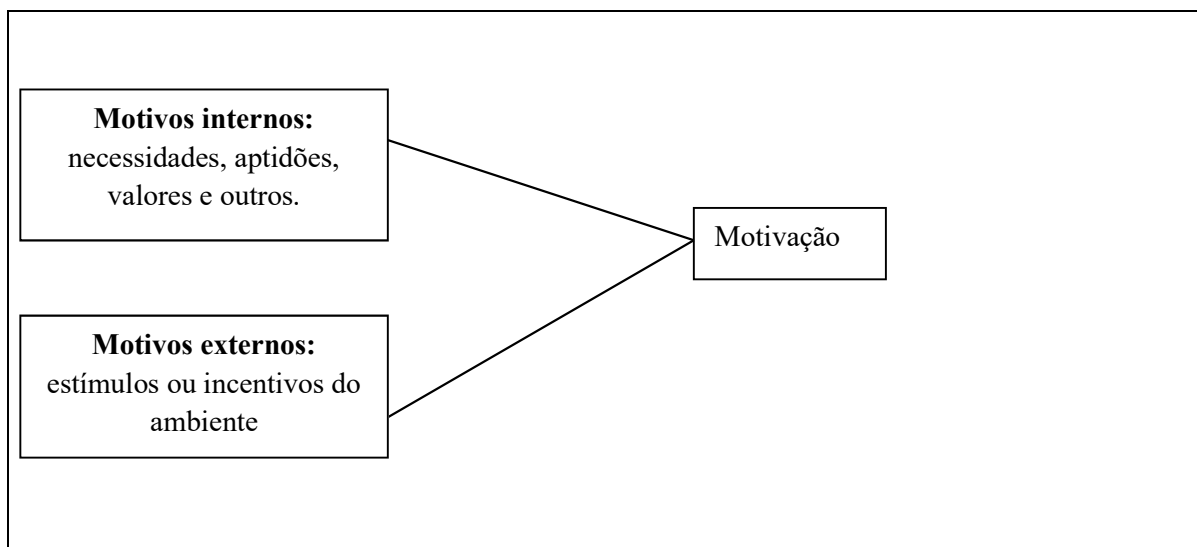 Motivos internos:
necessidades, aptidões,
valores e outros.
Motivação
Motivos externos:
estímulos ou incentivos do
ambiente